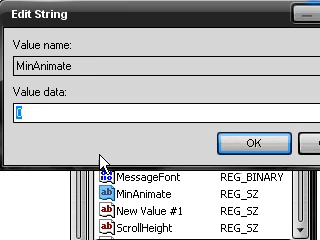 Edit String
Value name:
MinAnimate
Value data:
0
OK
MessageFont REG_BINARY
MinAnimate REG_SZ
New Value #1 REG_SZ
ScrollHeight REG_SZ